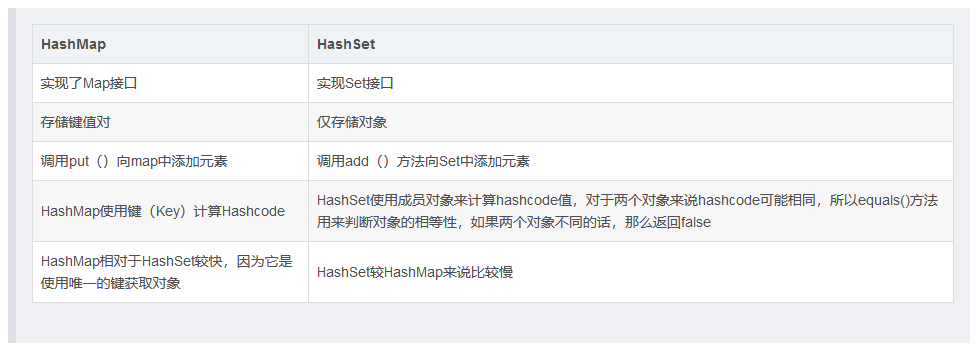 HashMap
HashSet
实现了Map接口
实现Set接口
存储键值对
仅存储对象
调用put（）向map中添加元素
调用add（）方法向Set中添加元素
HashMap使用键（Key）计算Hashcode
HashSet使用成员对象来计算hashcode值，对于两个对象来说hashcode可能相同，所以equals()方法
用来判断对象的相等性，如果两个对象不同的话，那么返回false
HashMap相对于HashSet较快，因为它是
使用唯一的键获取对象
HashSet较HashMap来说比较慢